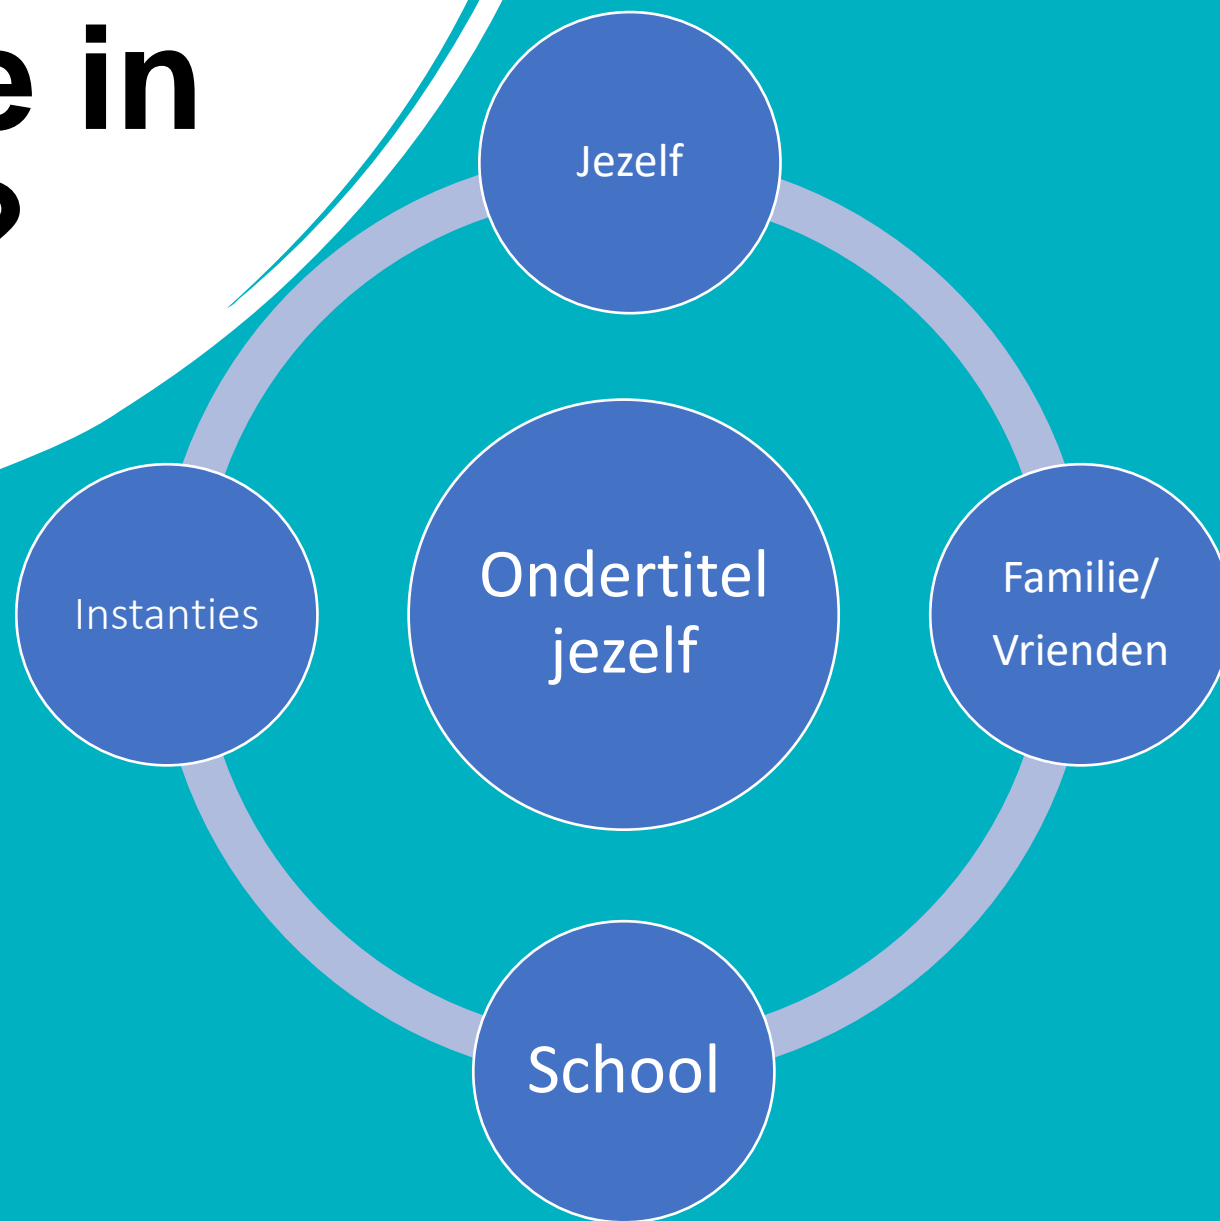 e in
?
Jezelf
Instanties
Ondertitel
jezelf
Familie/
Vrienden
School